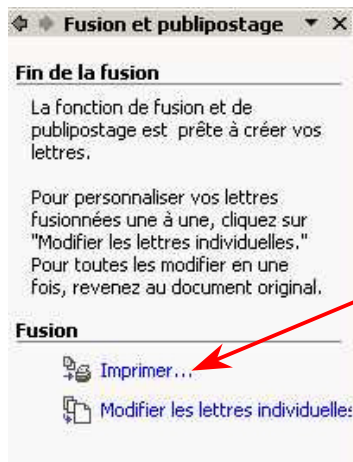 Fusion et publipostage
Fin de la fusion
La fonction de fusion et de
publipostage est prête à créer vos
lettres.
Pour personnaliser vos lettres
fusionnées une à une, cliquez sur
"Modifier les lettres individuelles."
Pour toutes les modifier en une
fois, revenez au document original.
Fusion
Imprimer...
Modifier les lettres individuelles